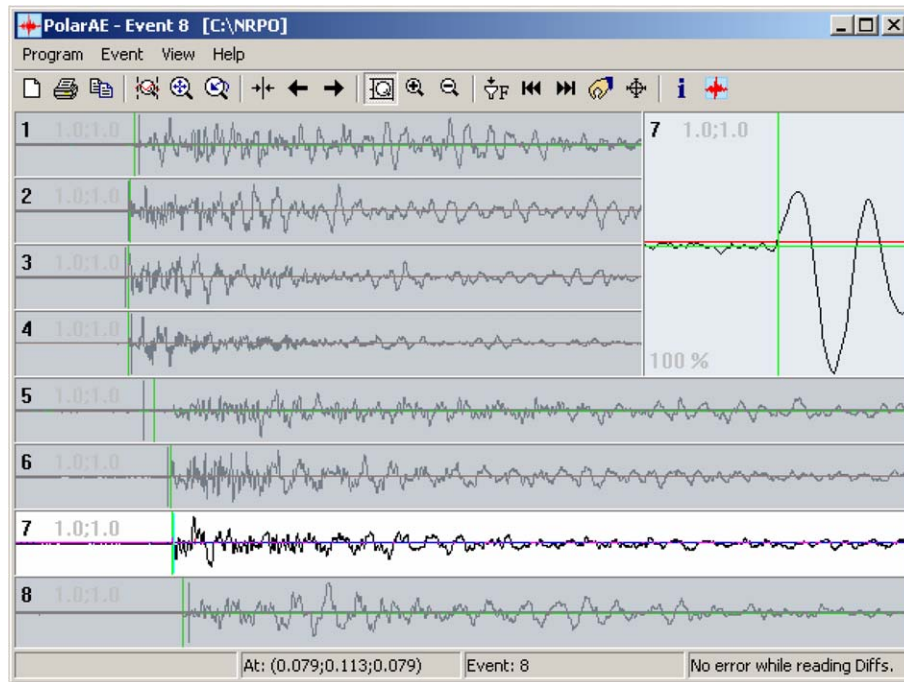 PolarAE - Event 8 [C:\NRPO]
Program Event View Help
F
i
1 1.0;1.0
7 1.0;1.0
2 1.0;1.0
3 1.0;1.0
4 1.0;1.0
100 %
5 1.0;1.0
6 1.0;1.0
7 1.0;1.0
8 1.0;1.0
At: (0.079;0.113;0.079) Event: 8 No error while reading Diffs.